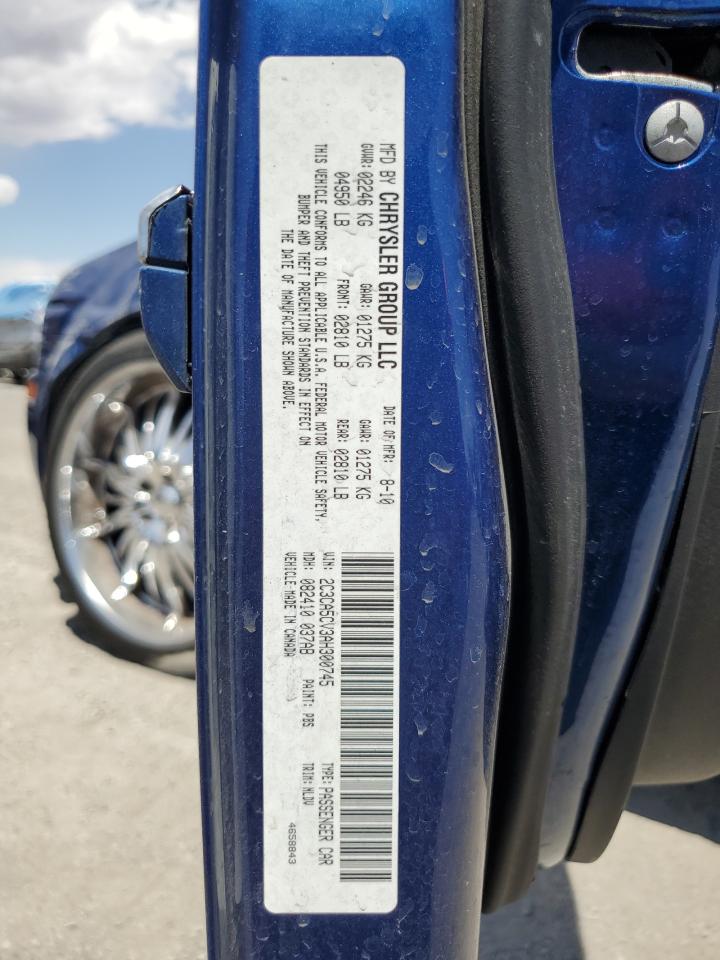 MFD BY CHRYSLER GROUP LLC
DATE OF MFR: 8-10
GVWR: 02246 KG
GAWR: 01275 KG
GAWR: 01275 KG
04950 LB
FRONT: 02810 LB
REAR: 02810 LB
THIS VEHICLE CONFORMS TO ALL APPLICABLE U.S.A. FEDERAL MOTOR VEHICLE SAFETY,
BUMPER AND THEFT PREVENTION STANDARDS IN EFFECT ON
THE DATE OF MANUFACTURE SHOWN ABOVE.
VIN: 2C3CA5CV3AH300745
TYPE: PASSENGER CAR
MDH: 082410 037AB
PAINT: PBS
TRIM: MLDV
VEHICLE MADE IN CANADA
4658843